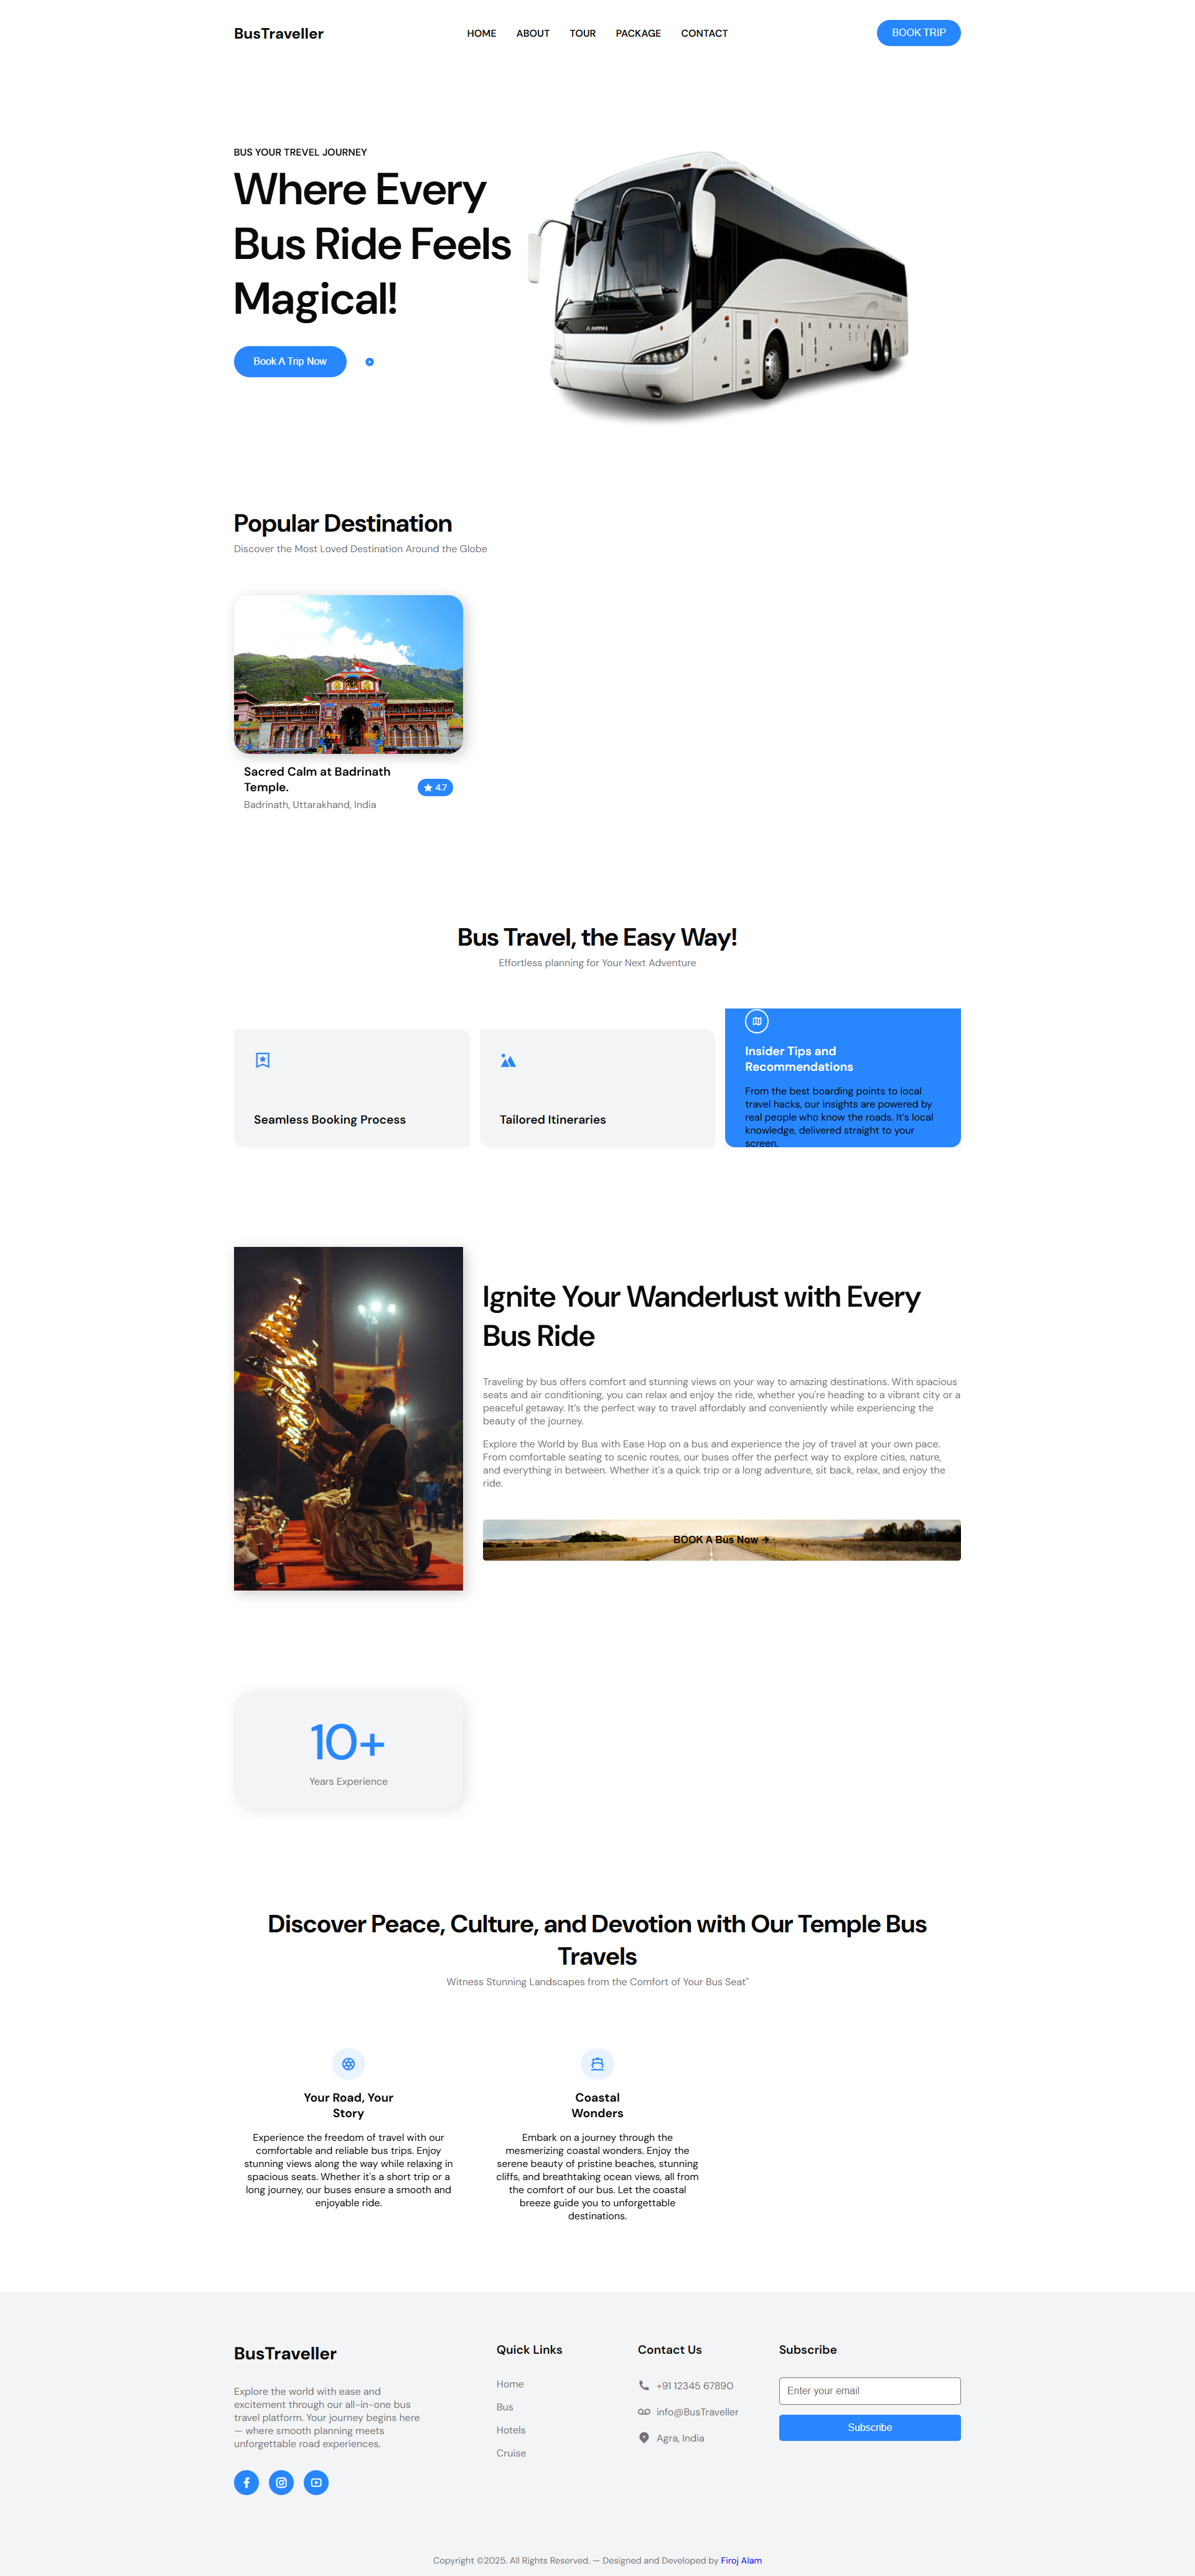 BusTraveller
HOME ABOUT TOUR PACKAGE CONTACT
BOOK TRIP
BUS YOUR TREVEL JOURNEY
Where Every
Bus Ride Feels
Magical!
Book A Trip Now
Popular Destination
Discover the Most Loved Destination Around the Globe
Sacred Calm at Badrinath
Temple.
4.7
Badrinath, Uttarakhand, India
Bus Travel, the Easy Way!
Effortless planning for Your Next Adventure
Seamless Booking Process
Tailored Itineraries
Insider Tips and
Recommendations
From the best boarding points to local
travel hacks, our insights are powered by
real people who know the roads. It's local
knowledge, delivered straight to your
screen.
Ignite Your Wanderlust with Every
Bus Ride
Traveling by bus offers comfort and stunning views on your way to amazing destinations. With spacious
seats and air conditioning, you can relax and enjoy the ride, whether you're heading to a vibrant city or a
peaceful getaway. It's the perfect way to travel affordably and conveniently while experiencing the
beauty of the journey.
Explore the World by Bus with Ease Hop on a bus and experience the joy of travel at your own pace.
From comfortable seating to scenic routes, our buses offer the perfect way to explore cities, nature,
and everything in between. Whether it's a quick trip or a long adventure, sit back, relax, and enjoy the
ride.
BOOK A Bus Now →
10+
Years Experience
Discover Peace, Culture, and Devotion with Our Temple Bus
Travels
Witness Stunning Landscapes from the Comfort of Your Bus Seat"
Your Road, Your
Story
Experience the freedom of travel with our
comfortable and reliable bus trips. Enjoy
stunning views along the way while relaxing in
spacious seats. Whether it's a short trip or a
long journey, our buses ensure a smooth and
enjoyable ride.
Coastal
Wonders
Embark on a journey through the
mesmerizing coastal wonders. Enjoy the
serene beauty of pristine beaches, stunning
cliffs, and breathtaking ocean views, all from
the comfort of our bus. Let the coastal
breeze guide you to unforgettable
destinations.
BusTraveller
Explore the world with ease and
excitement through our all-in-one bus
travel platform. Your journey begins here
— where smooth planning meets
unforgettable road experiences.
Quick Links
Home
Bus
Hotels
Cruise
Contact Us
+91 12345 67890
info@BusTraveller
Agra, India
Subscribe
Enter your email
Subscribe
Copyright ©2025. All Rights Reserved. — Designed and Developed by Firoj Alam